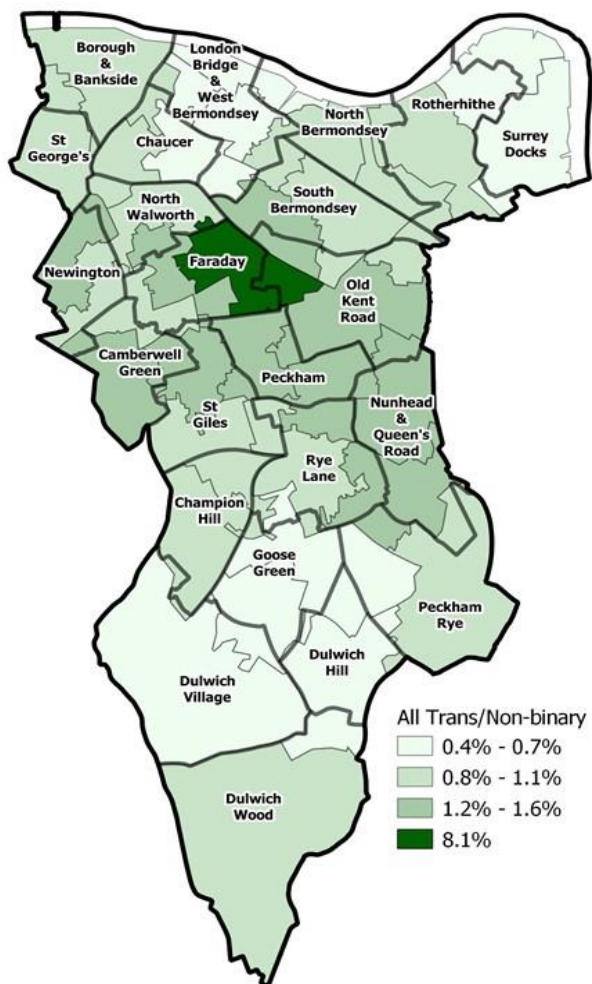 Borough
&
Bankside
London
Bridge
&
West
Bermondsey
Rotherhithe
North
Bermondsey
Surrey
Docks
St
George's
Chaucer
North
Walworth
South
Bermondsey
Newington
Faraday
Old
Kent
Road
Camberwell
Green
Peckham
St
Giles
Nunhead
&
Queen's
Road
Rye
Lane
Champion
Hill
Goose
Green
Peckham
Rye
Dulwich
Village
Dulwich
Hill
Dulwich
Wood
All Trans/Non-binary
0.4% - 0.7%
0.8% - 1.1%
1.2% - 1.6%
8.1%